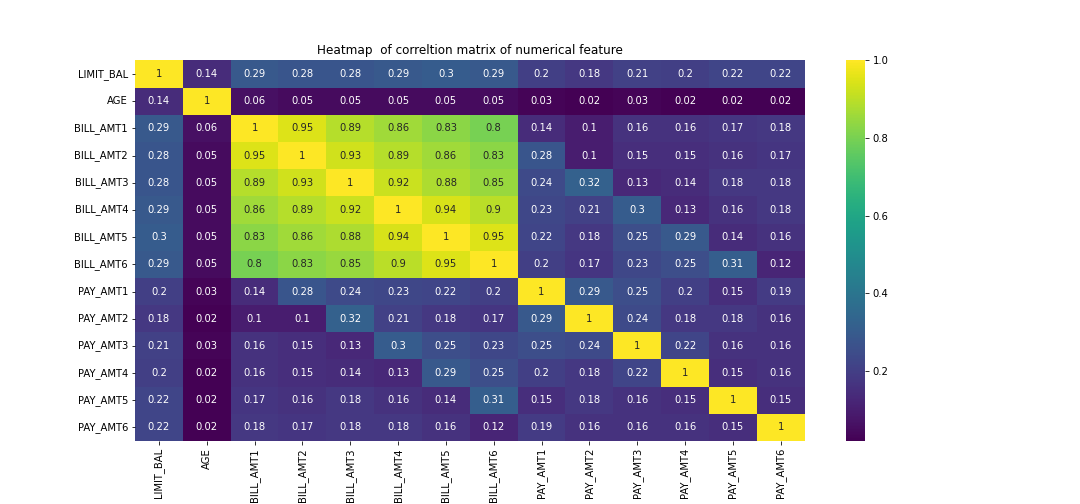 Heatmap  of correltion matrix of numerical feature
LIMIT_BAL 1 0.14 0.29 0.28 0.28 0.29 0.3 0.29 0.2 0.18 0.21 0.2 0.22 0.22
AGE 0.14 1 0.06 0.05 0.05 0.05 0.05 0.05 0.03 0.02 0.03 0.02 0.02 0.02
BILL_AMT1 0.29 0.06 1 0.95 0.89 0.86 0.83 0.8 0.14 0.1 0.16 0.16 0.17 0.18
BILL_AMT2 0.28 0.05 0.95 1 0.93 0.89 0.86 0.83 0.28 0.1 0.15 0.15 0.16 0.17
BILL_AMT3 0.28 0.05 0.89 0.93 1 0.92 0.88 0.85 0.24 0.32 0.13 0.14 0.18 0.18
BILL_AMT4 0.29 0.05 0.86 0.89 0.92 1 0.94 0.9 0.23 0.21 0.3 0.13 0.16 0.18
BILL_AMT5 0.3 0.05 0.83 0.86 0.88 0.94 1 0.95 0.22 0.18 0.25 0.29 0.14 0.16
BILL_AMT6 0.29 0.05 0.8 0.83 0.85 0.9 0.95 1 0.2 0.17 0.23 0.25 0.31 0.12
PAY_AMT1 0.2 0.03 0.14 0.28 0.24 0.23 0.22 0.2 1 0.29 0.25 0.2 0.15 0.19
PAY_AMT2 0.18 0.02 0.1 0.1 0.32 0.21 0.18 0.17 0.29 1 0.24 0.18 0.18 0.16
PAY_AMT3 0.21 0.03 0.16 0.15 0.13 0.3 0.25 0.23 0.25 0.24 1 0.22 0.16 0.16
PAY_AMT4 0.2 0.02 0.16 0.15 0.14 0.13 0.29 0.25 0.2 0.18 0.22 1 0.15 0.16
PAY_AMT5 0.22 0.02 0.17 0.16 0.18 0.16 0.14 0.31 0.15 0.18 0.16 0.15 1 0.15
PAY_AMT6 0.22 0.02 0.18 0.17 0.18 0.18 0.16 0.12 0.19 0.16 0.16 0.16 0.15 1
LIMIT_BAL AGE BILL_AMT1 BILL_AMT2 BILL_AMT3 BILL_AMT4 BILL_AMT5 BILL_AMT6 PAY_AMT1 PAY_AMT2 PAY_AMT3 PAY_AMT4 PAY_AMT5 PAY_AMT6
1.0
0.8
0.6
0.4
0.2